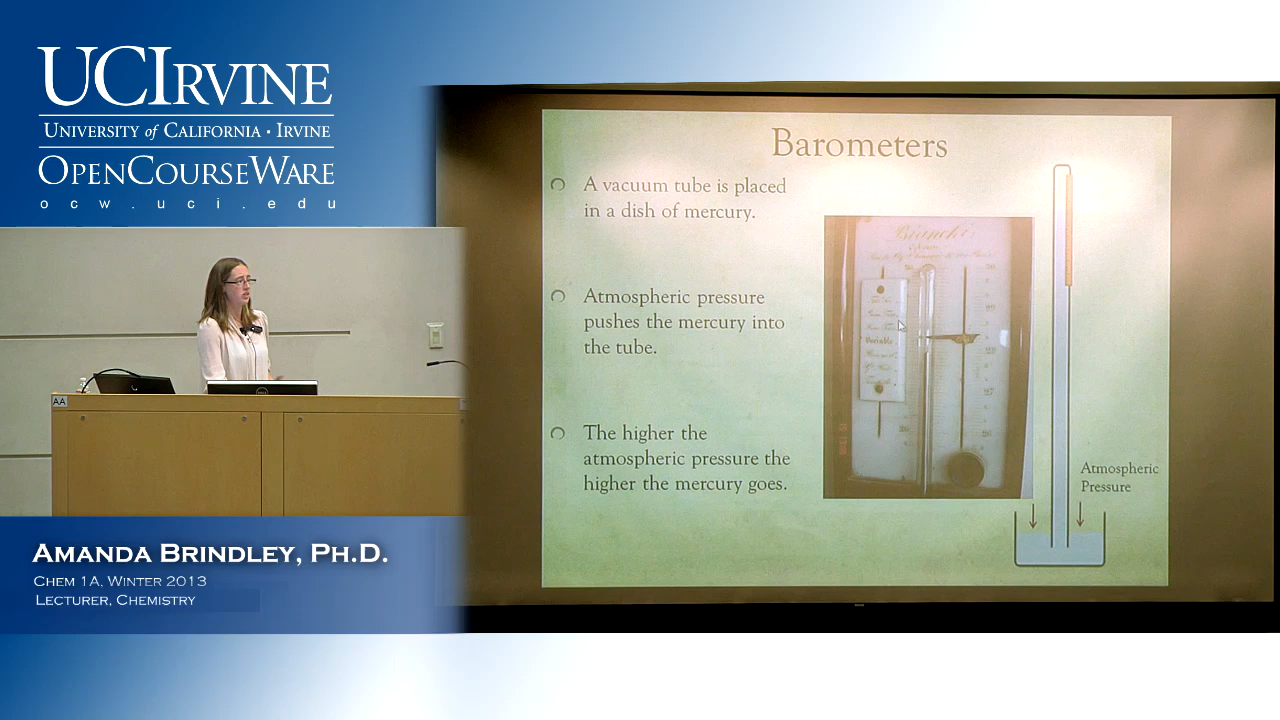 UCIRVINE
UNIVERSITY of CALIFORNIA • IRVINE
OPENCOURSEWARE
ocw.uci.edu
Barometers
A vacuum tube is placed
in a dish of mercury.
Atmospheric pressure
pushes the mercury into
the tube.
The higher the
atmospheric pressure the
higher the mercury goes.
Bianchi
Variable
Atmospheric
Pressure
AA
AMANDA BRINDLEY, PH.D.
CHEM 1A, WINTER 2013
LECTURER, CHEMISTRY